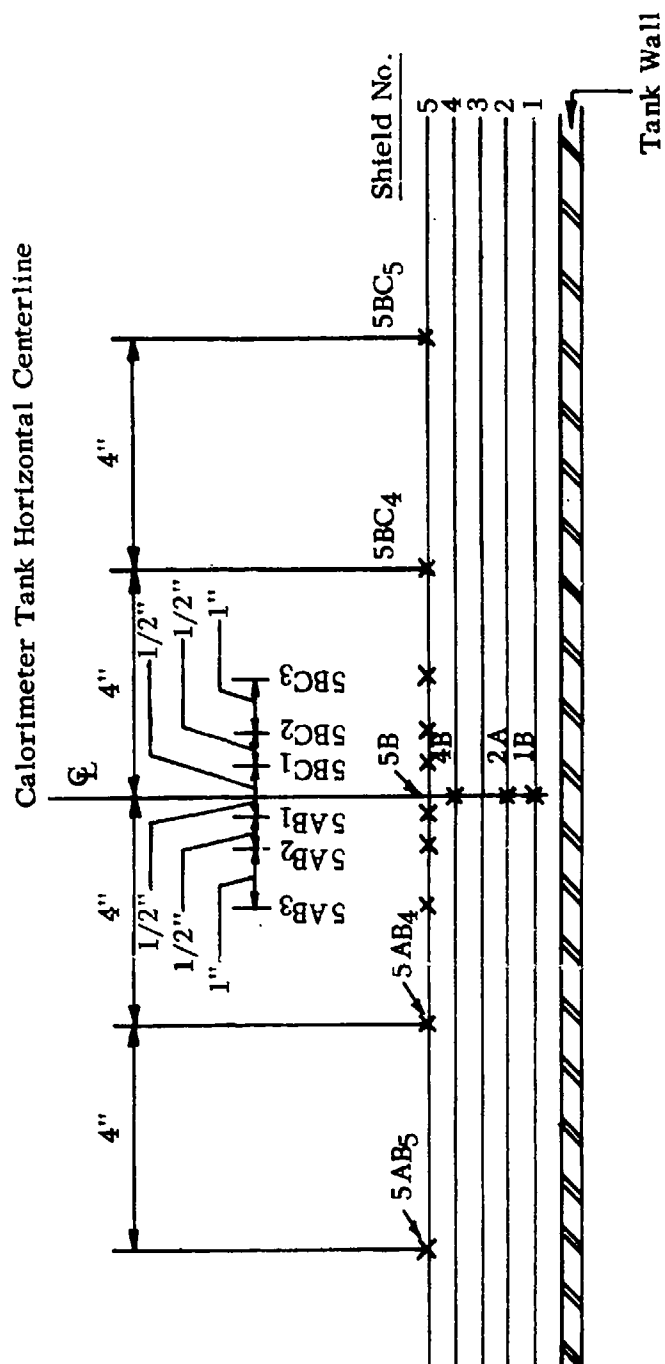 Calorimeter Tank Horizontal Centerline
℄
4"
4"
4"
4"
1/2"
1/2"
1"
1/2"
1/2"
1"
5AB3
5AB2
5AB1
5BC1
5BC2
5BC3
5AB5
5AB4
5B
5BC4
5BC5
4B
2A
1B
Shield No.
5
4
3
2
1
Tank Wall